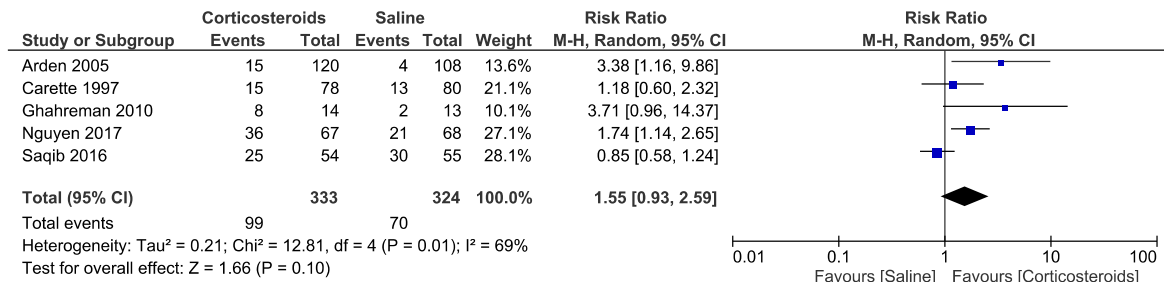 Corticosteroids Saline Risk Ratio Risk Ratio
Study or Subgroup Events Total Events Total Weight M-H, Random, 95% CI M-H, Random, 95% CI
Arden 2005 15 120 4 108 13.6% 3.38 [1.16, 9.86]
Carette 1997 15 78 13 80 21.1% 1.18 [0.60, 2.32]
Ghahreman 2010 8 14 2 13 10.1% 3.71 [0.96, 14.37]
Nguyen 2017 36 67 21 68 27.1% 1.74 [1.14, 2.65]
Saqib 2016 25 54 30 55 28.1% 0.85 [0.58, 1.24]
Total (95% CI) 333 324 100.0% 1.55 [0.93, 2.59]
Total events 99 70
Heterogeneity: Tau² = 0.21; Chi² = 12.81, df = 4 (P = 0.01); I² = 69%
Test for overall effect: Z = 1.66 (P = 0.10)
0.01 0.1 1 10 100
Favours [Saline] Favours [Corticosteroids]